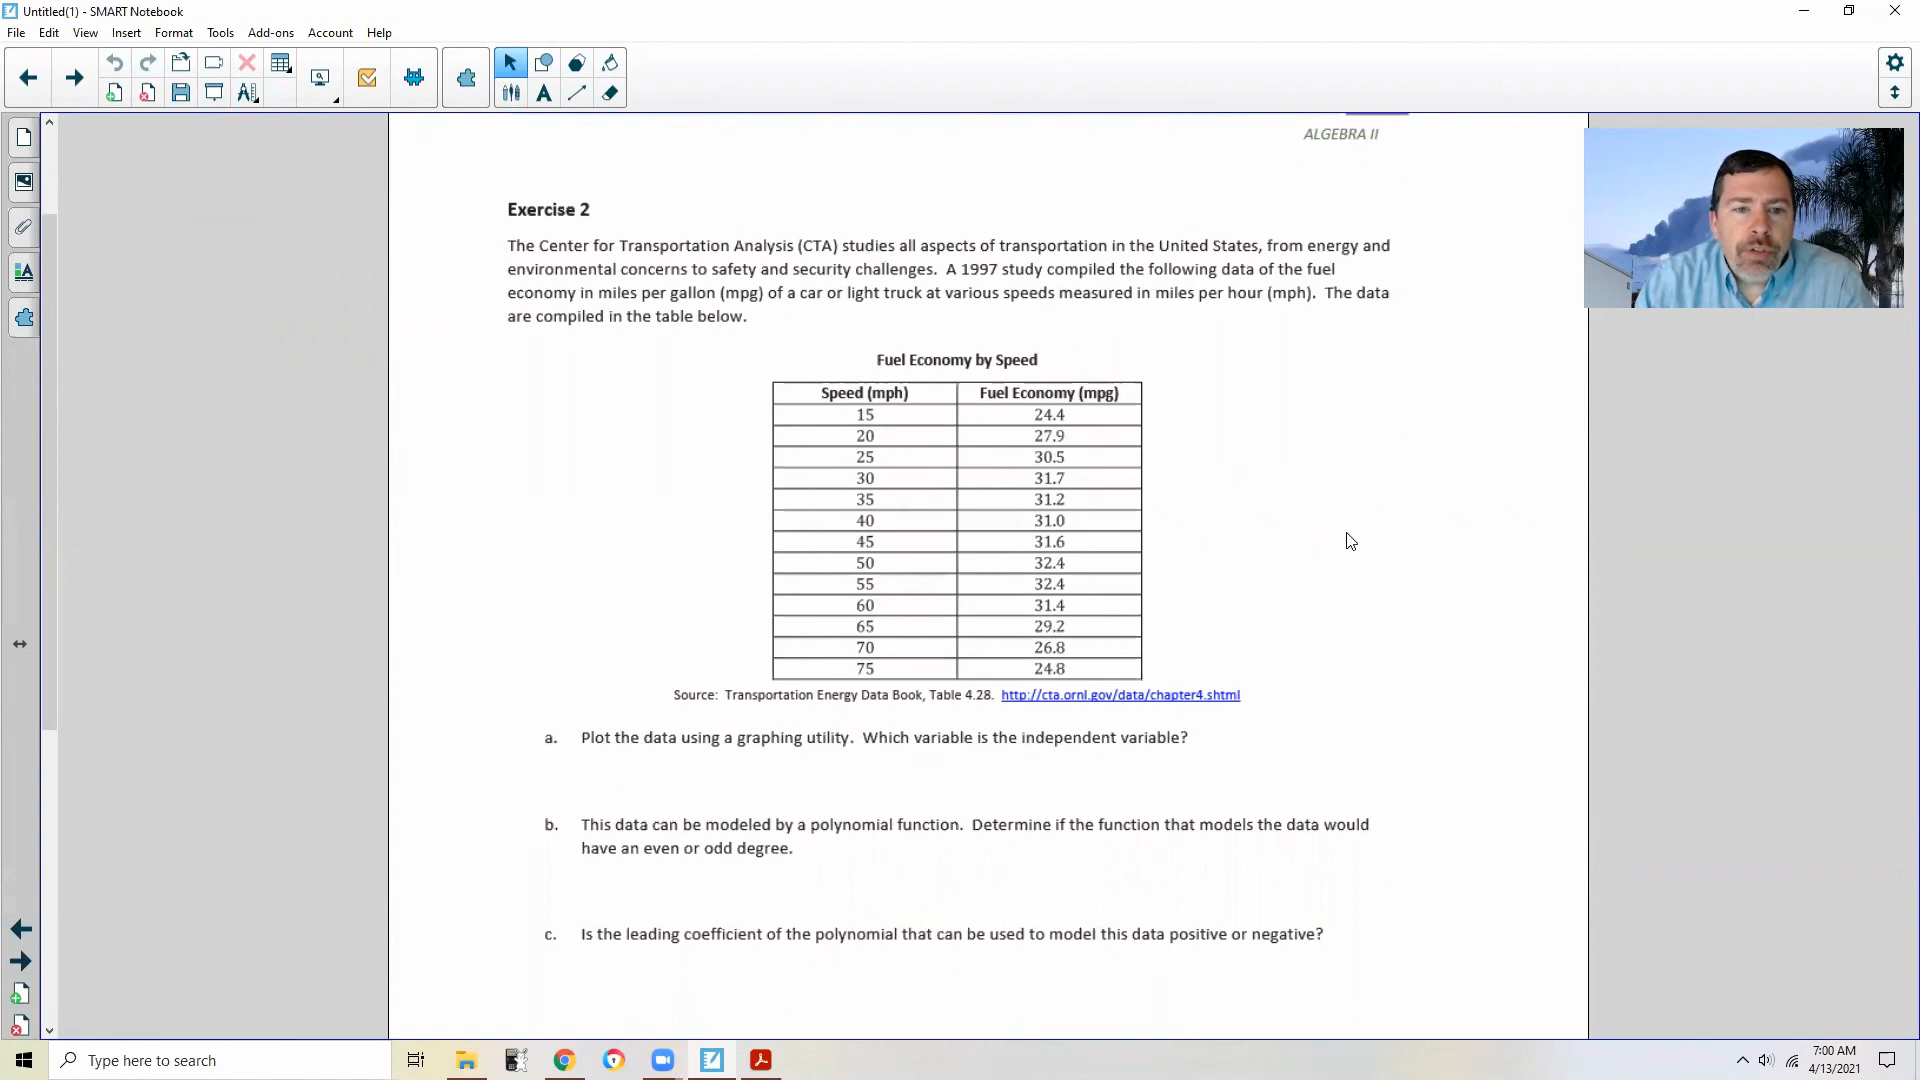 Untitled(1) - SMART Notebook
File Edit View Insert Format Tools Add-ons Account Help
ALGEBRA II
Exercise 2
The Center for Transportation Analysis (CTA) studies all aspects of transportation in the United States, from energy and
environmental concerns to safety and security challenges. A 1997 study compiled the following data of the fuel
economy in miles per gallon (mpg) of a car or light truck at various speeds measured in miles per hour (mph). The data
are compiled in the table below.
Fuel Economy by Speed
Speed (mph) Fuel Economy (mpg)
15 24.4
20 27.9
25 30.5
30 31.7
35 31.2
40 31.0
45 31.6
50 32.4
55 32.4
60 31.4
65 29.2
70 26.8
75 24.8
Source: Transportation Energy Data Book, Table 4.28. http://cta.ornl.gov/data/chapter4.shtml
a. Plot the data using a graphing utility. Which variable is the independent variable?
b. This data can be modeled by a polynomial function. Determine if the function that models the data would
have an even or odd degree.
c. Is the leading coefficient of the polynomial that can be used to model this data positive or negative?
Type here to search
7:00 AM
4/13/2021